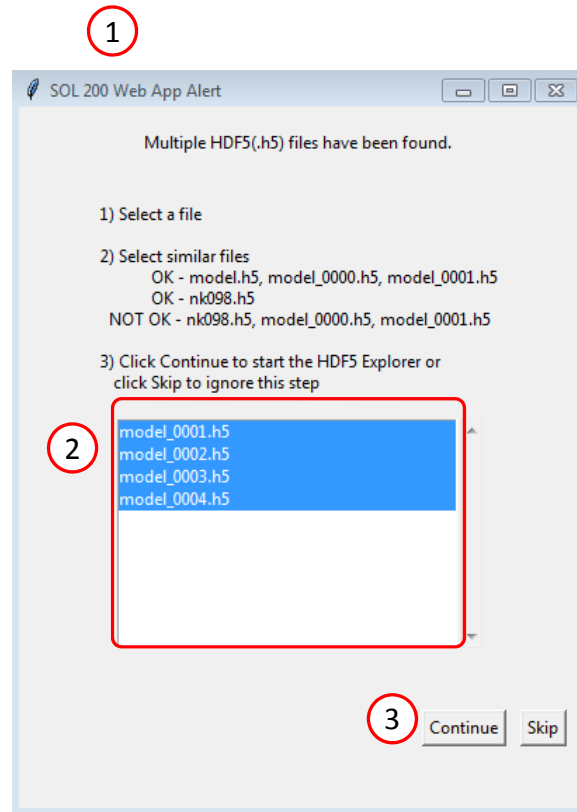 1
SOL 200 Web App Alert
Multiple HDF5(.h5) files have been found.
1) Select a file
2) Select similar files
OK - model.h5, model_0000.h5, model_0001.h5
OK - nk098.h5
NOT OK - nk098.h5, model_0000.h5, model_0001.h5
3) Click Continue to start the HDF5 Explorer or
click Skip to ignore this step
2
model_0001.h5
model_0002.h5
model_0003.h5
model_0004.h5
3
Continue
Skip